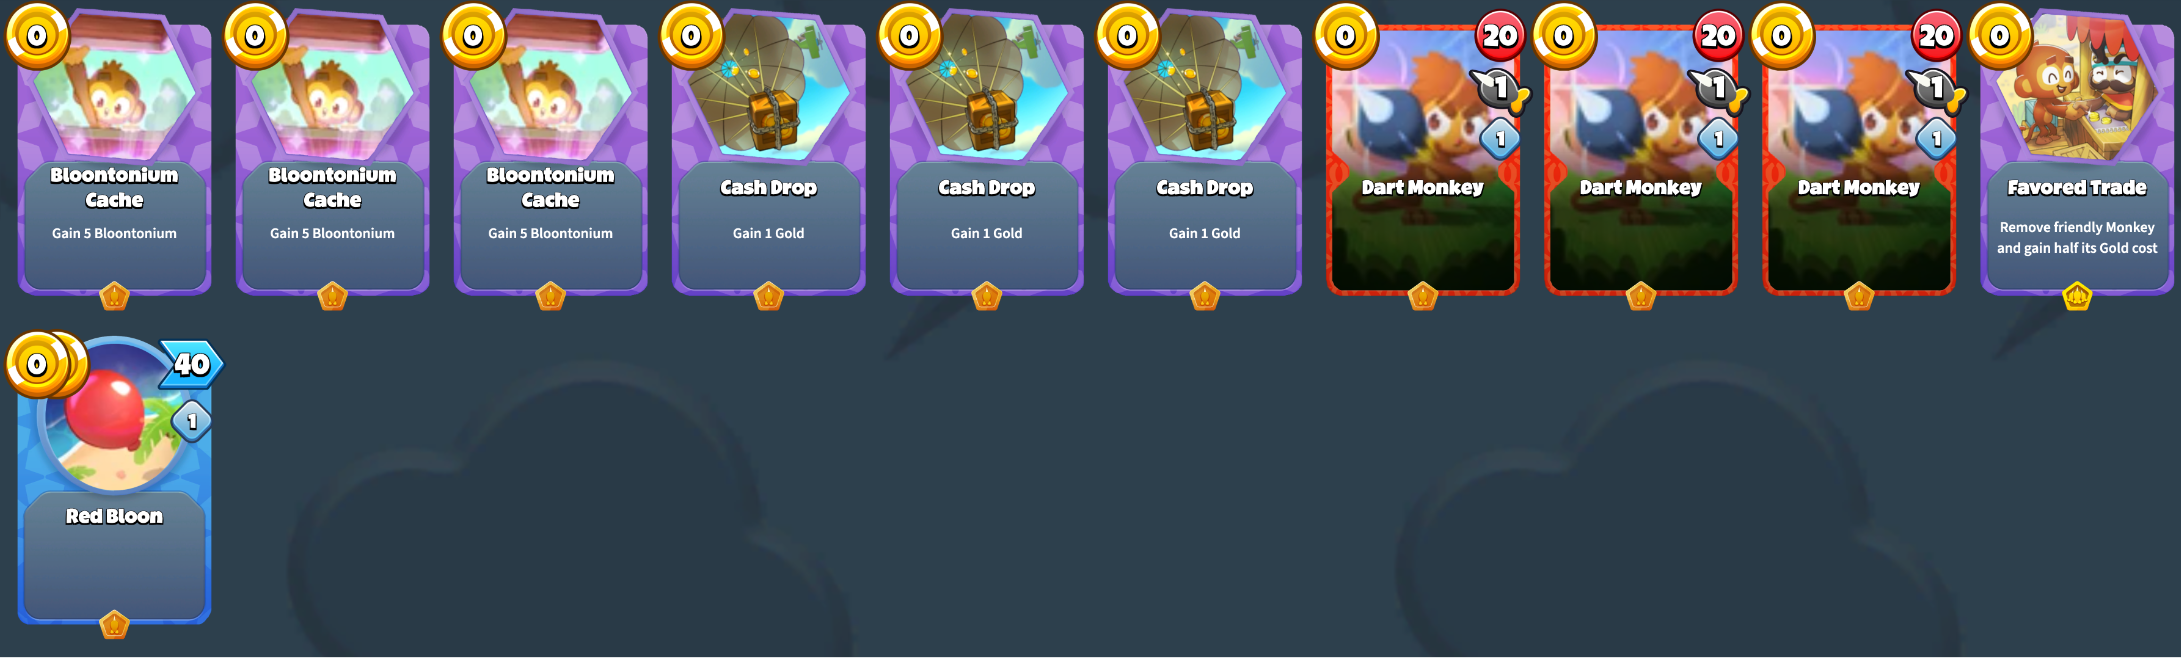 0
Bloontonium
Cache
Gain 5 Bloontonium
0
Bloontonium
Cache
Gain 5 Bloontonium
0
Bloontonium
Cache
Gain 5 Bloontonium
0
Cash Drop
Gain 1 Gold
0
Cash Drop
Gain 1 Gold
0
Cash Drop
Gain 1 Gold
0
20
1
1
Dart Monkey
0
20
1
1
Dart Monkey
0
20
1
1
Dart Monkey
0
Favored Trade
Remove friendly Monkey
and gain half its Gold cost
0
40
1
Red Bloon